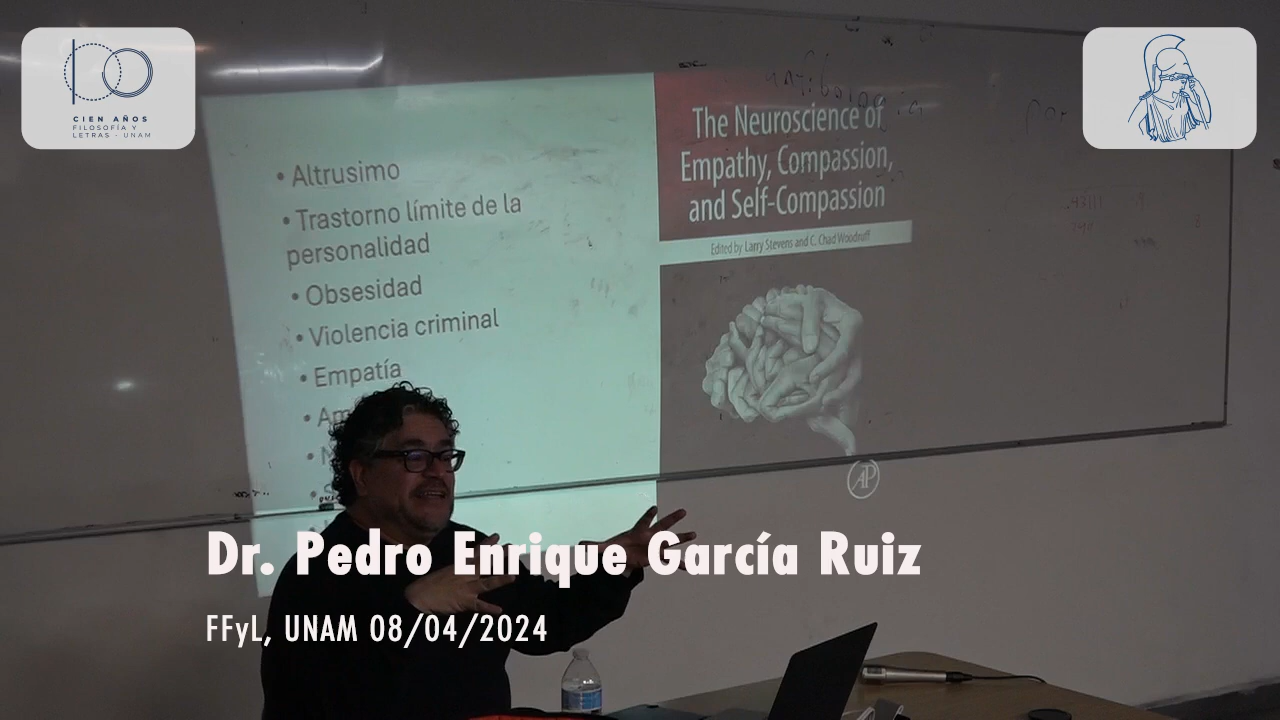 CIEN AÑOS
FILOSOFÍA Y
LETRAS · UNAM
• Altrusimo
• Trastorno límite de la
personalidad
• Obsesidad
• Violencia criminal
• Empatía
The Neuroscience of
Empathy, Compassion,
and Self-Compassion
Edited by Larry Stevens and C. Chad Woodruff
AP
Dr. Pedro Enrique García Ruiz
FFyL, UNAM 08/04/2024